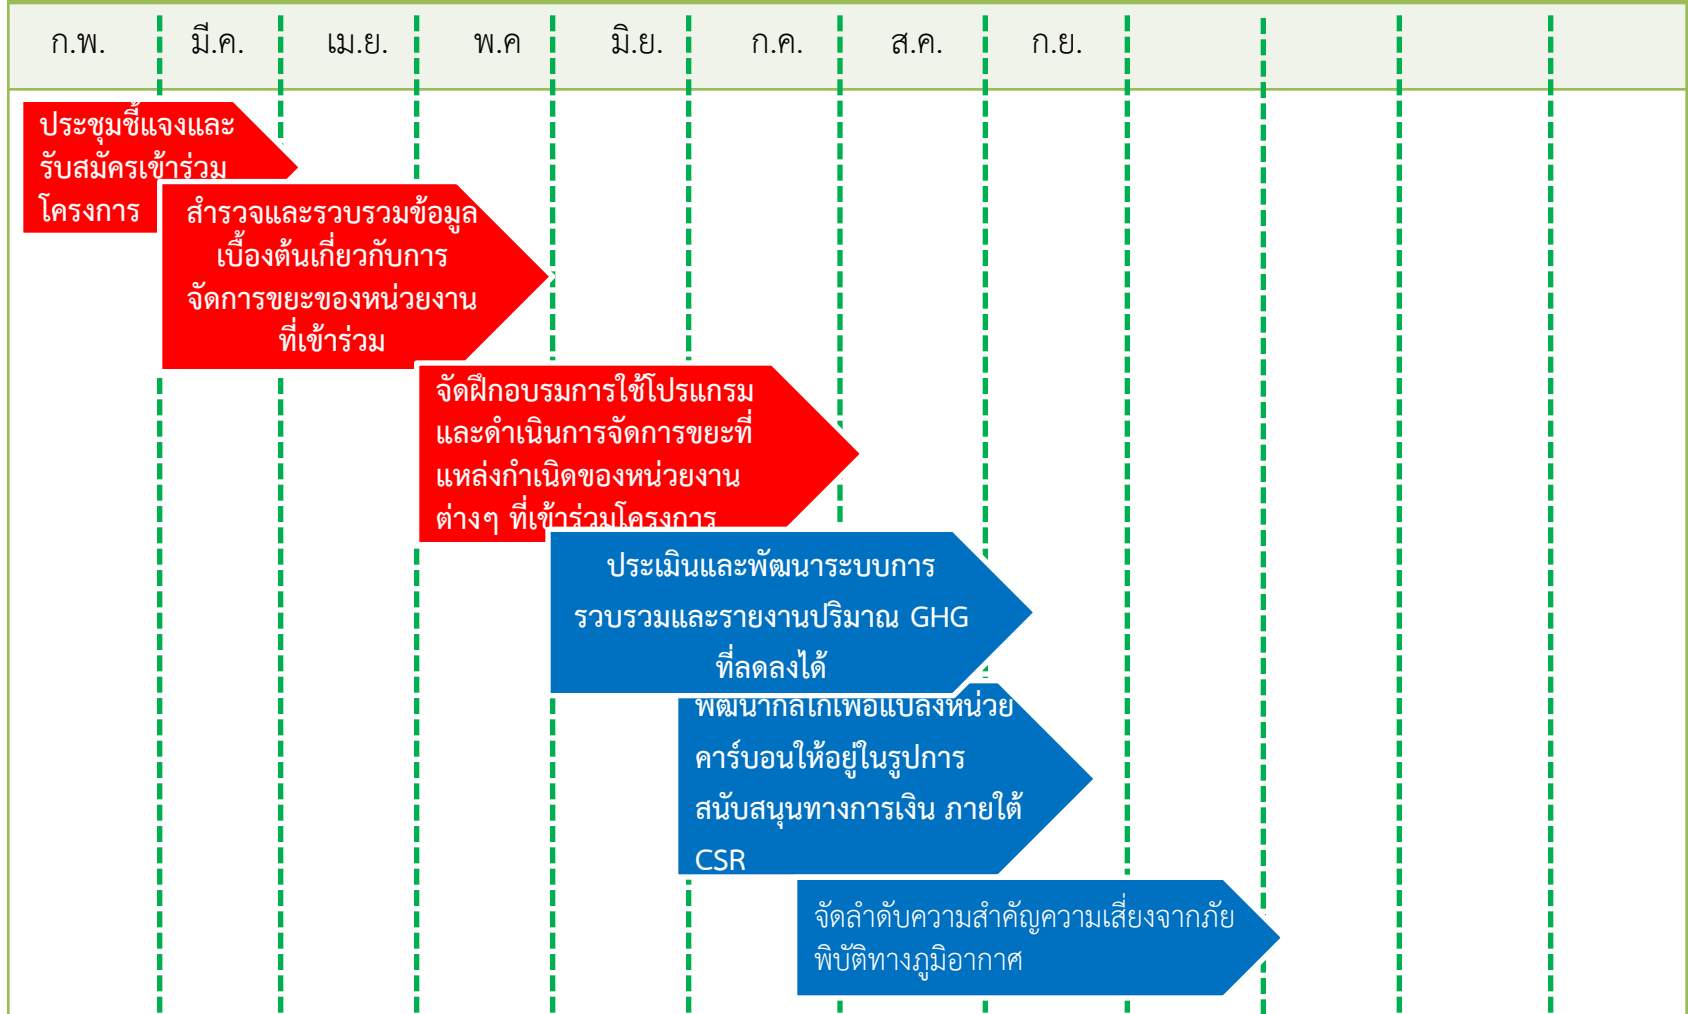 ก.พ. มี.ค. เม.ย. พ.ค มิ.ย. ก.ค. ส.ค. ก.ย.
ประชุมชี้แจงและ
รับสมัครเข้าร่วม
โครงการ
สำรวจและรวบรวมข้อมูล
เบื้องต้นเกี่ยวกับการ
จัดการขยะของหน่วยงาน
ที่เข้าร่วม
จัดฝึกอบรมการใช้โปรแกรม
และดำเนินการจัดการขยะที่
แหล่งกำเนิดของหน่วยงาน
ต่างๆ ที่เข้าร่วมโครงการ
ประเมินและพัฒนาระบบการ
รวบรวมและรายงานปริมาณ GHG
ที่ลดลงได้
พัฒนากลไกเพื่อแปลงหน่วย
คาร์บอนให้อยู่ในรูปการ
สนับสนุนทางการเงิน ภายใต้
CSR
จัดลำดับความสำคัญความเสี่ยงจากภัย
พิบัติทางภูมิอากาศ